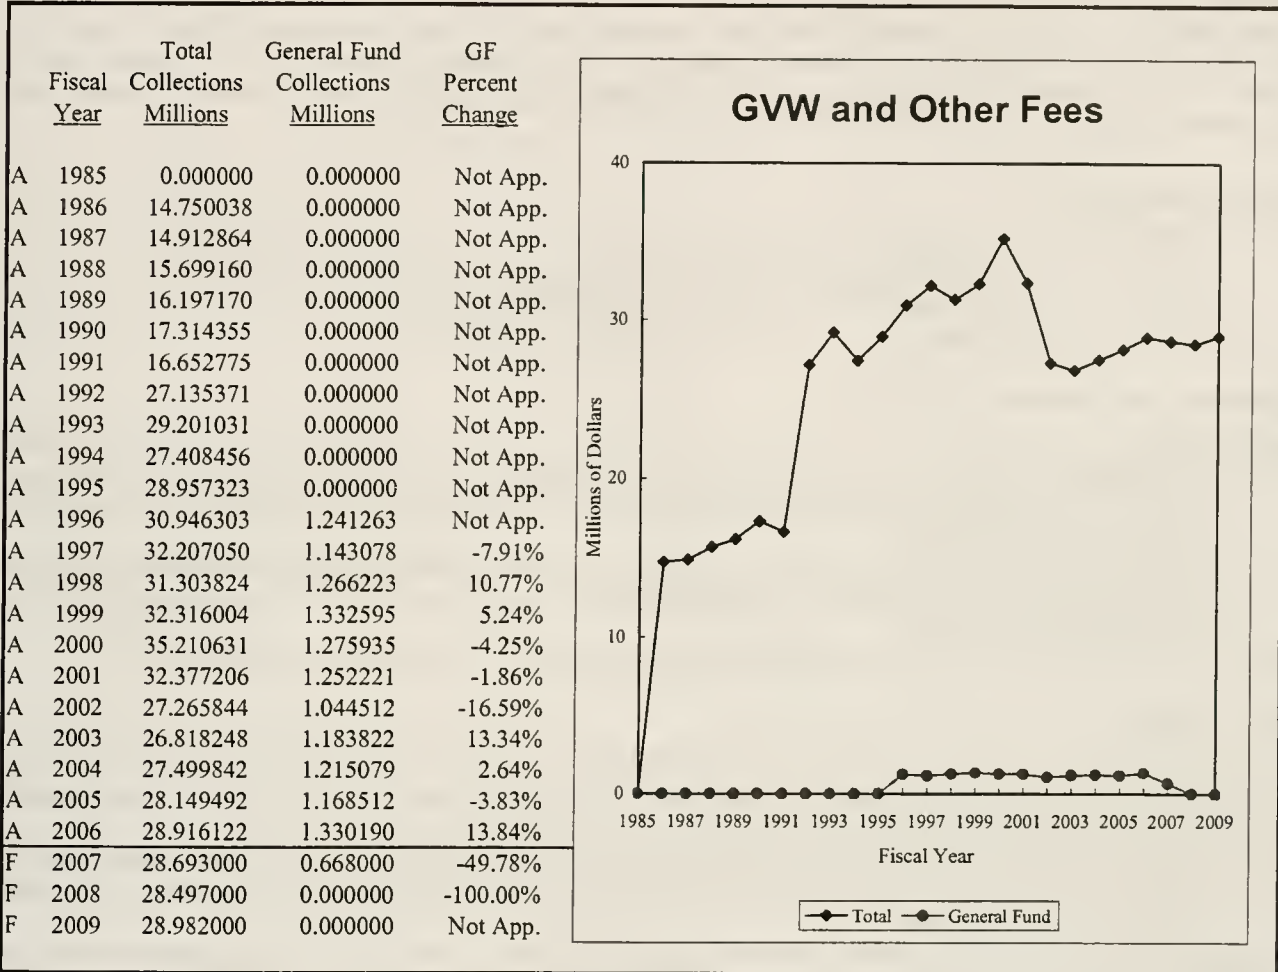 Total General Fund GF
Fiscal Collections Collections Percent
Year Millions Millions Change
A 1985 0.000000 0.000000 Not App.
A 1986 14.750038 0.000000 Not App.
A 1987 14.912864 0.000000 Not App.
A 1988 15.699160 0.000000 Not App.
A 1989 16.197170 0.000000 Not App.
A 1990 17.314355 0.000000 Not App.
A 1991 16.652775 0.000000 Not App.
A 1992 27.135371 0.000000 Not App.
A 1993 29.201031 0.000000 Not App.
A 1994 27.408456 0.000000 Not App.
A 1995 28.957323 0.000000 Not App.
A 1996 30.946303 1.241263 Not App.
A 1997 32.207050 1.143078 -7.91%
A 1998 31.303824 1.266223 10.77%
A 1999 32.316004 1.332595 5.24%
A 2000 35.210631 1.275935 -4.25%
A 2001 32.377206 1.252221 -1.86%
A 2002 27.265844 1.044512 -16.59%
A 2003 26.818248 1.183822 13.34%
A 2004 27.499842 1.215079 2.64%
A 2005 28.149492 1.168512 -3.83%
A 2006 28.916122 1.330190 13.84%
F 2007 28.693000 0.668000 -49.78%
F 2008 28.497000 0.000000 -100.00%
F 2009 28.982000 0.000000 Not App.
GVW and Other Fees
40
30
20
10
0
Millions of Dollars
1985 1987 1989 1991 1993 1995 1997 1999 2001 2003 2005 2007 2009
Fiscal Year
Total General Fund